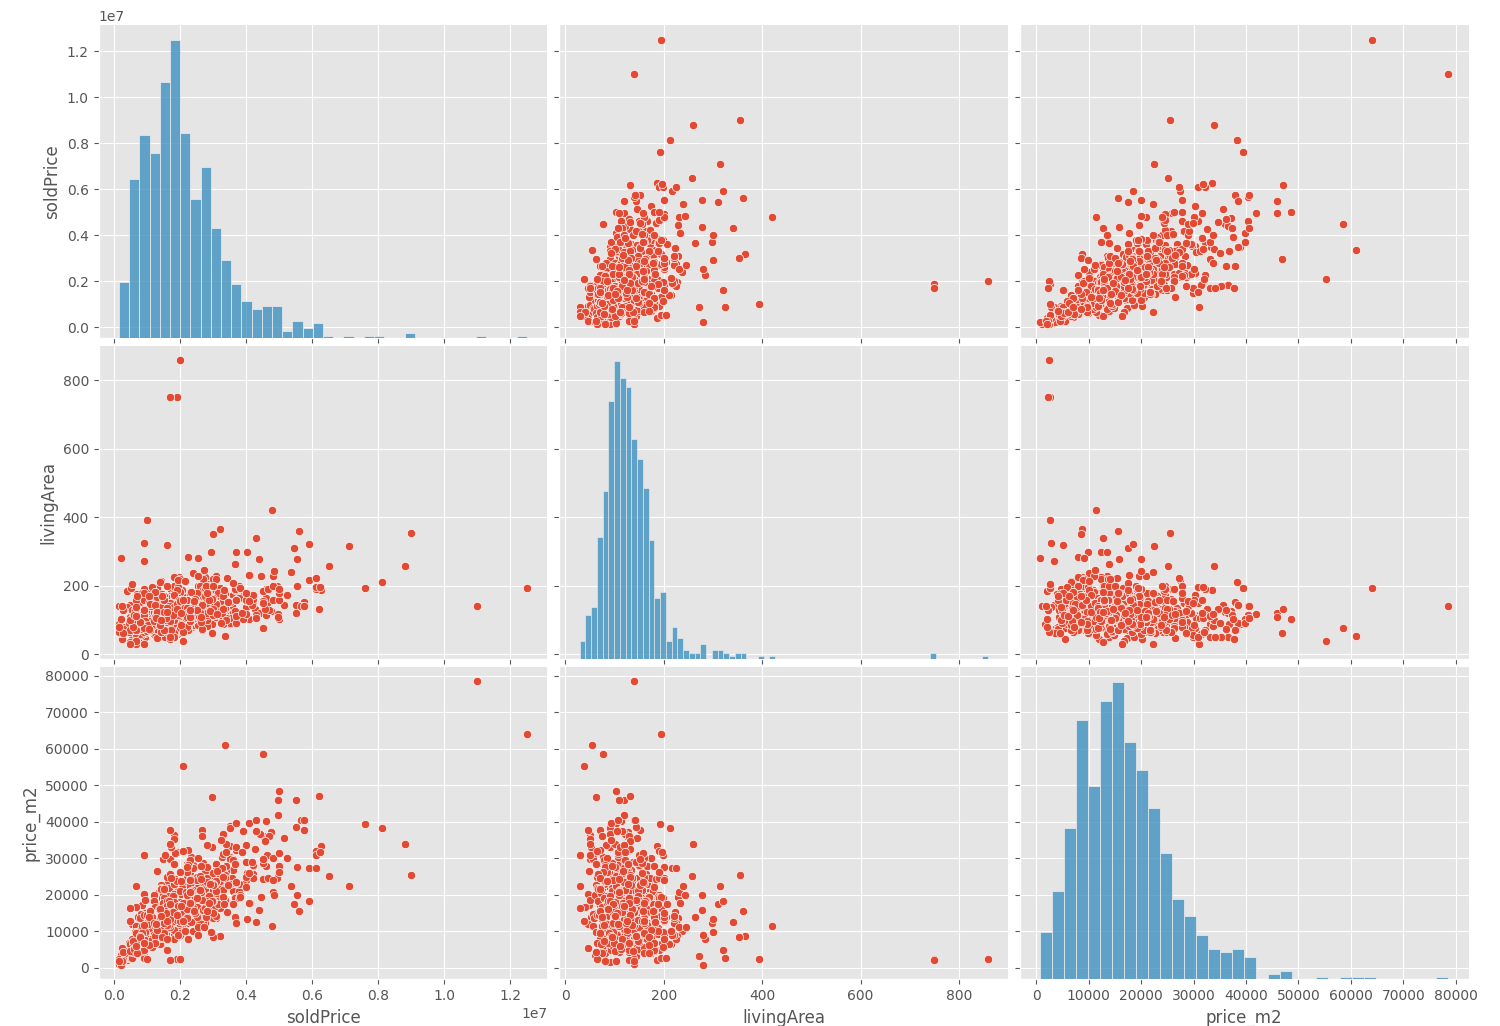 1e7
1.2
1.0
0.8
0.6
0.4
0.2
0.0
soldPrice
800
600
400
200
0
livingArea
80000
70000
60000
50000
40000
30000
20000
10000
0
price_m2
0.0 0.2 0.4 0.6 0.8 1.0 1.2
1e7
soldPrice
0 200 400 600 800
livingArea
0 10000 20000 30000 40000 50000 60000 70000 80000
price_m2